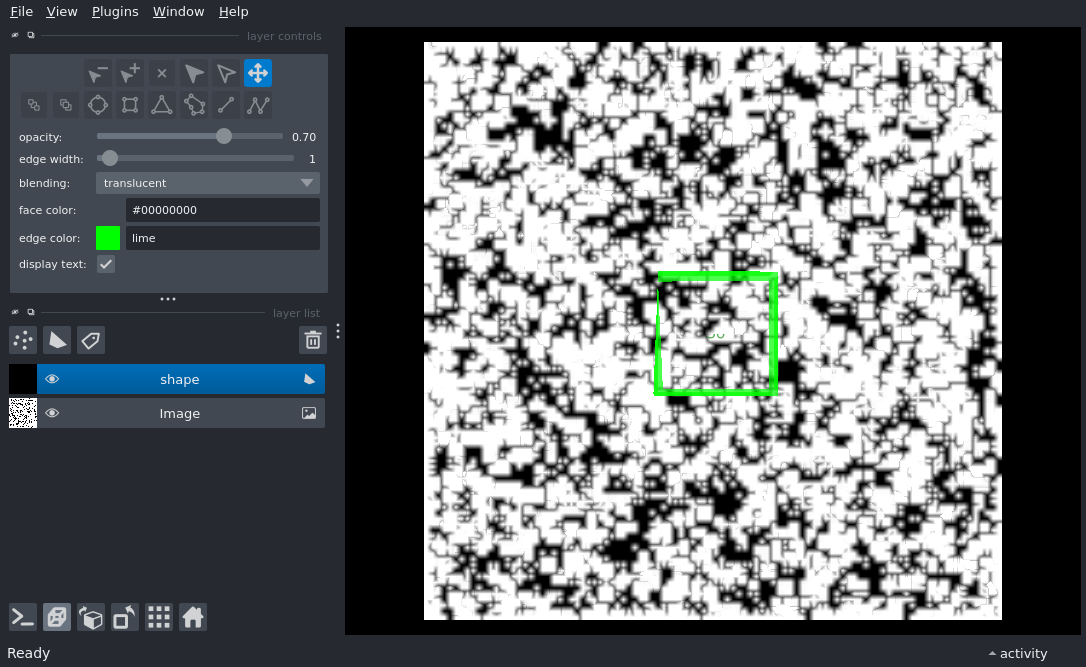 File View Plugins Window Help
layer controls
opacity: 0.70
edge width: 1
blending: translucent
face color: #00000000
edge color: lime
display text:
layer list
shape
Image
Ready
activity